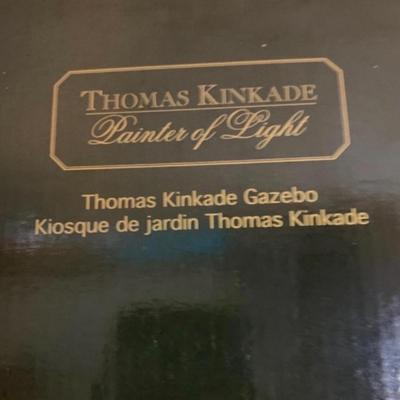 THOMAS KINKADE
Painter of Light
Thomas Kinkade Gazebo
Kiosque de jardin Thomas Kinkade